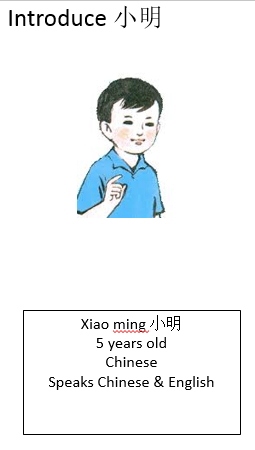 Introduce 小明
Xiao ming 小明
5 years old
Chinese
Speaks Chinese & English